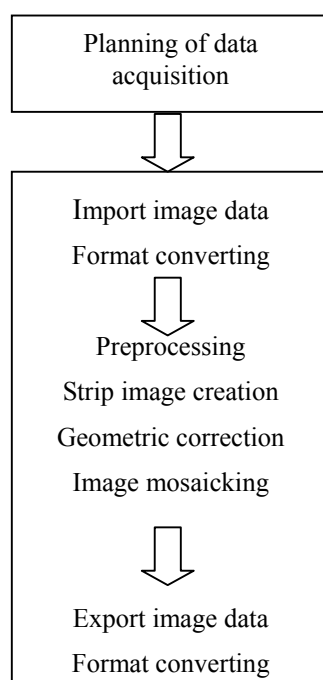 Planning of data
acquisition
Import image data
Format converting
Preprocessing
Strip image creation
Geometric correction
Image mosaicking
Export image data
Format converting